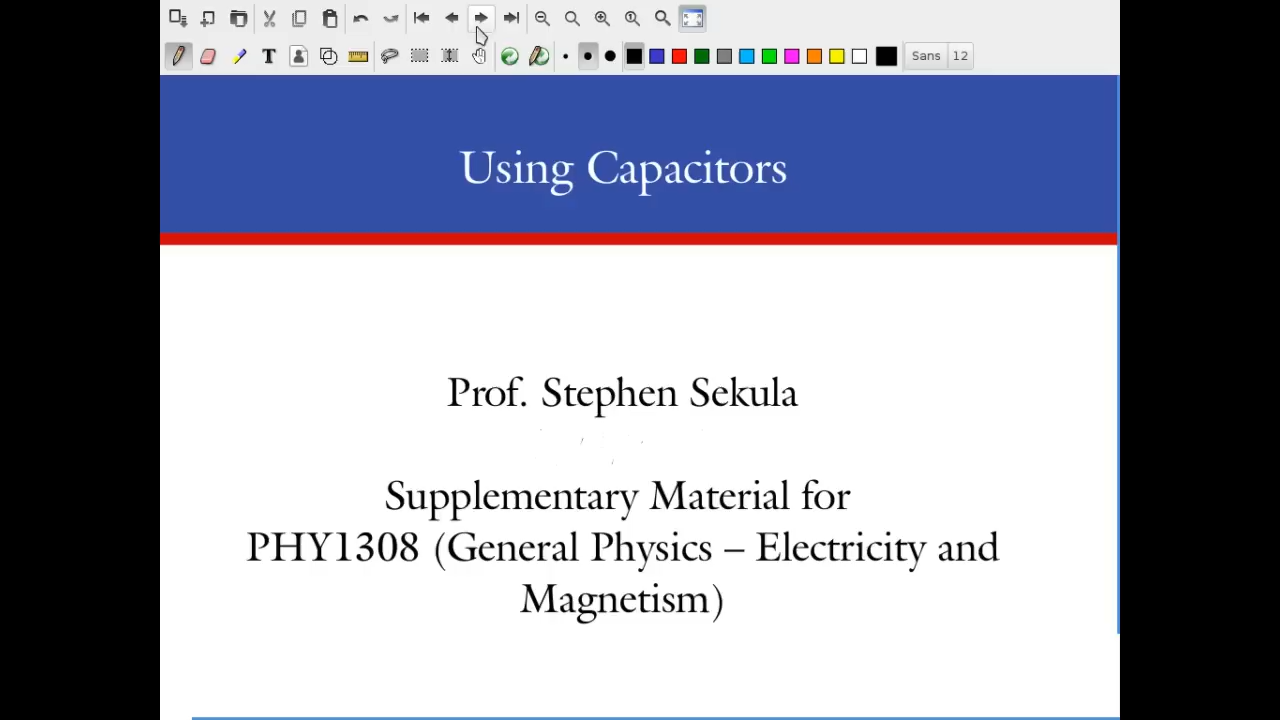 T
Sans 12
Using Capacitors
Prof. Stephen Sekula
Supplementary Material for
PHY1308 (General Physics – Electricity and
Magnetism)